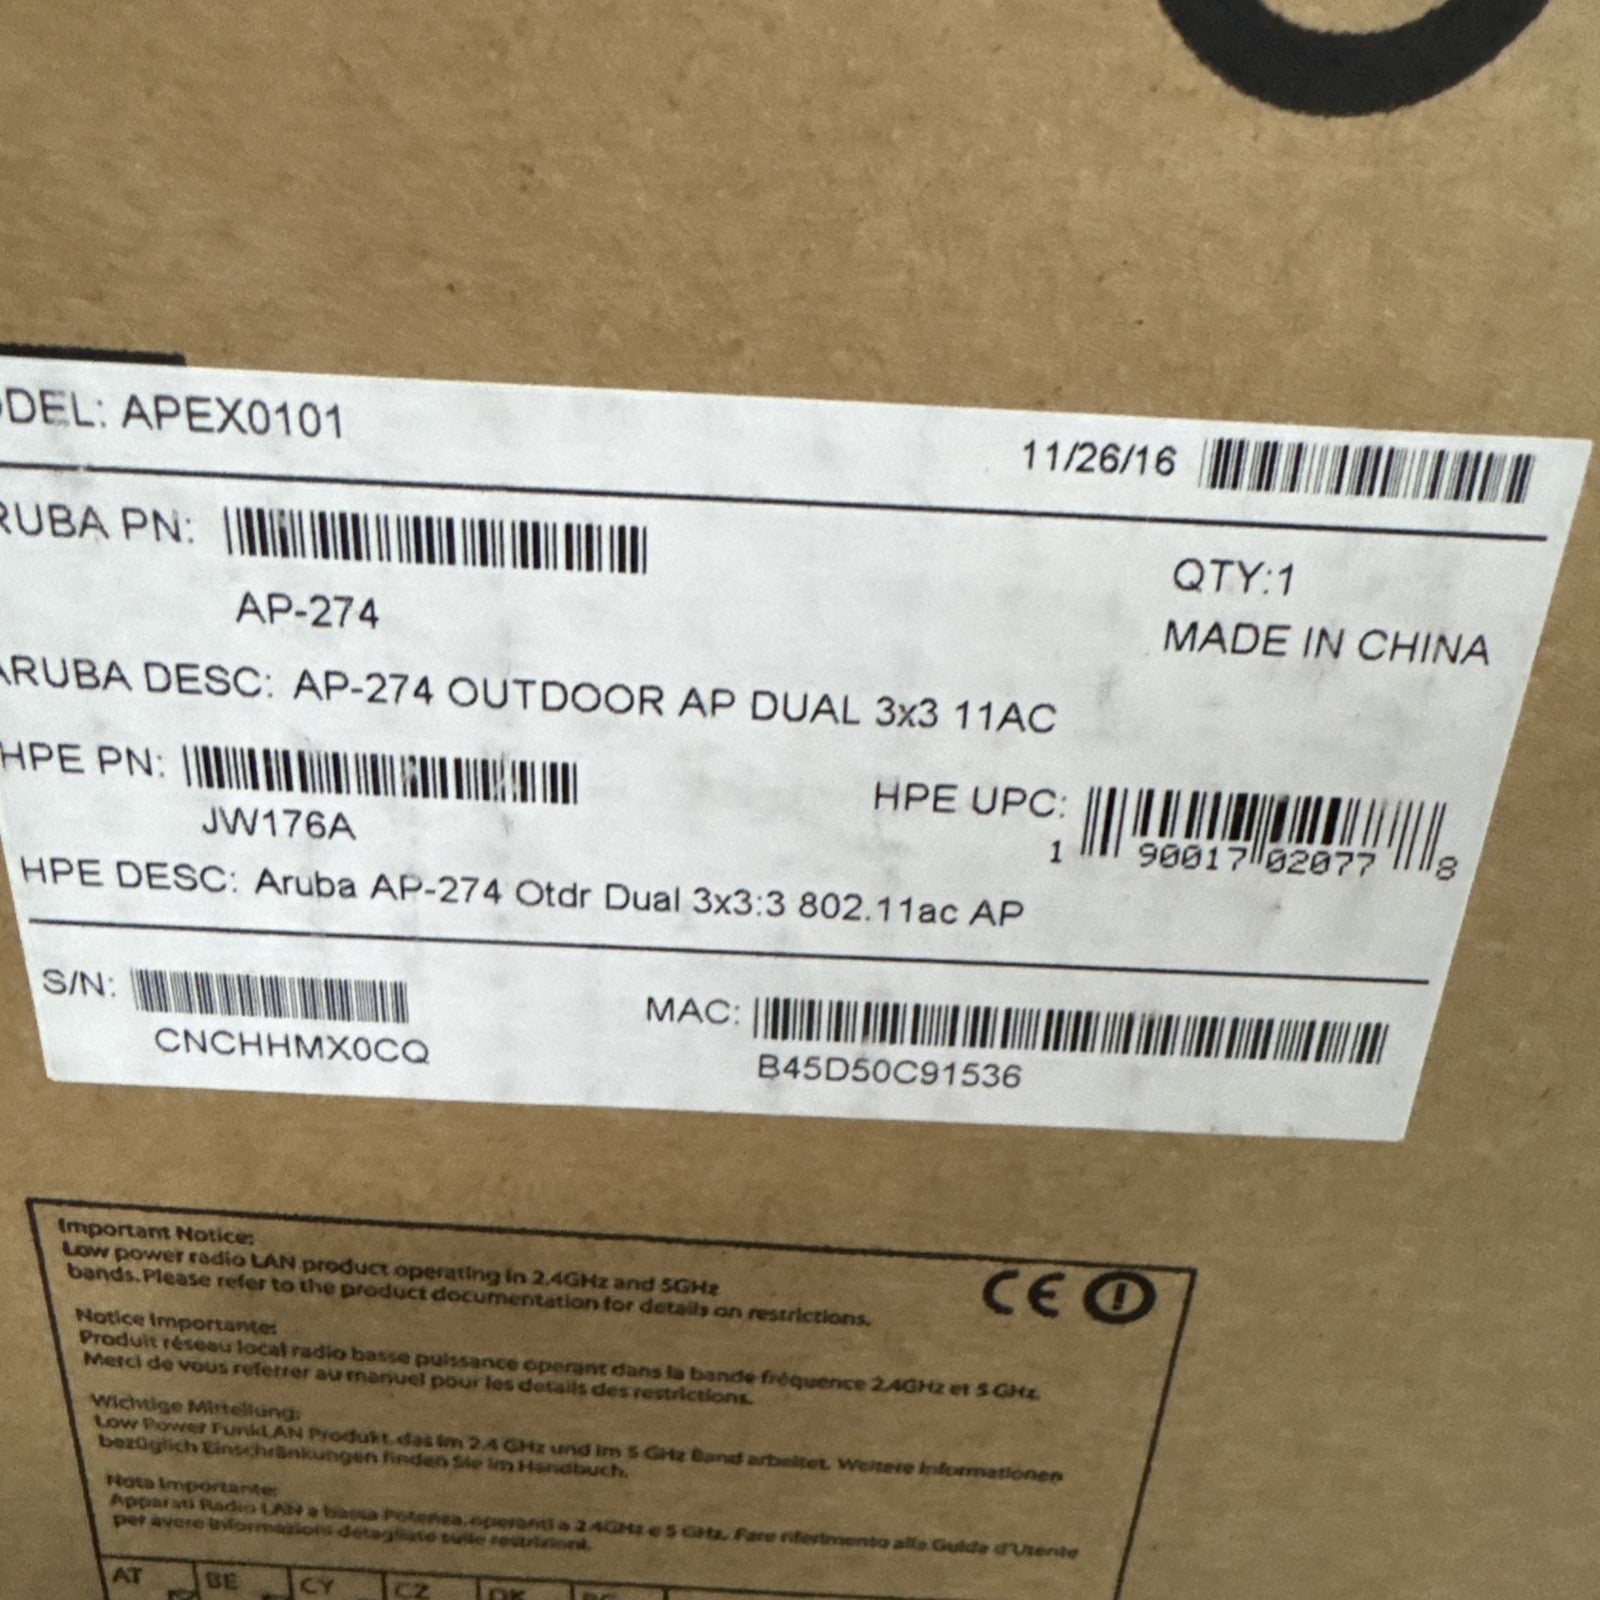 ODEL: APEX0101
11/26/16
RUBA PN:
AP-274
QTY:1
MADE IN CHINA
ARUBA DESC: AP-274 OUTDOOR AP DUAL 3x3 11AC
HPE PN:
JW176A
HPE UPC:
1 90017 02077 8
HPE DESC: Aruba AP-274 Otdr Dual 3x3:3 802.11ac AP
S/N:
CNCHHMX0CQ
MAC:
B45D50C91536
Important Notice:
Low power radio LAN product operating in 2.4GHz and 5GHz
bands. Please refer to the product documentation for details on restrictions.
CE
Notice Importante:
Produit réseau local radio basse puissance operant dans la bande fréquence 2.4GHz et 5 GHz.
Merci de vous referrer au manuel pour les details des restrictions.
Wichtige Mitteilung:
Low Power FunkLAN Produkt, das im 2.4 GHz und im 5 GHz Band arbeitet. Weitere Informationen
bezüglich Einschränkungen finden Sie im Handbuch.
Nota Importante:
Apparati Radio LAN a bassa Potenza, operanti a 2.4GHz e 5 GHz. Fare riferimento alla Guida d'Utente
per avere informazioni detagliate sulle restrizioni.
AT BE CY CZ DK